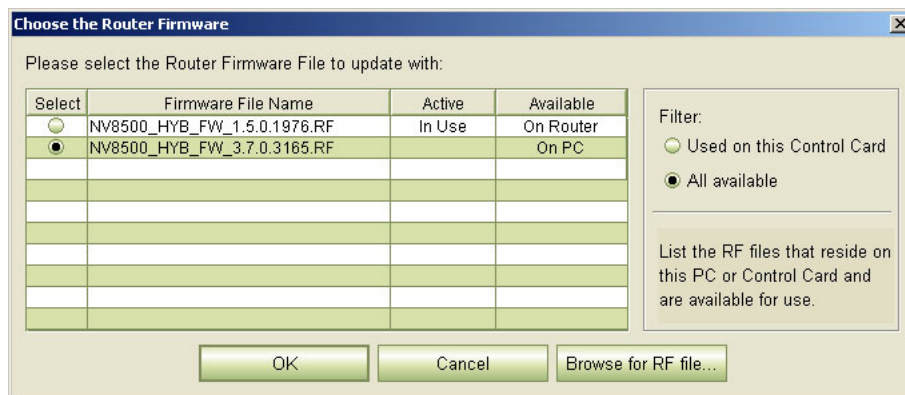 Choose the Router Firmware
Please select the Router Firmware File to update with:
Select Firmware File Name Active Available
NV8500_HYB_FW_1.5.0.1976.RF In Use On Router
NV8500_HYB_FW_3.7.0.3165.RF On PC
Filter:
Used on this Control Card
All available
List the RF files that reside on
this PC or Control Card and
are available for use.
OK Cancel Browse for RF file...